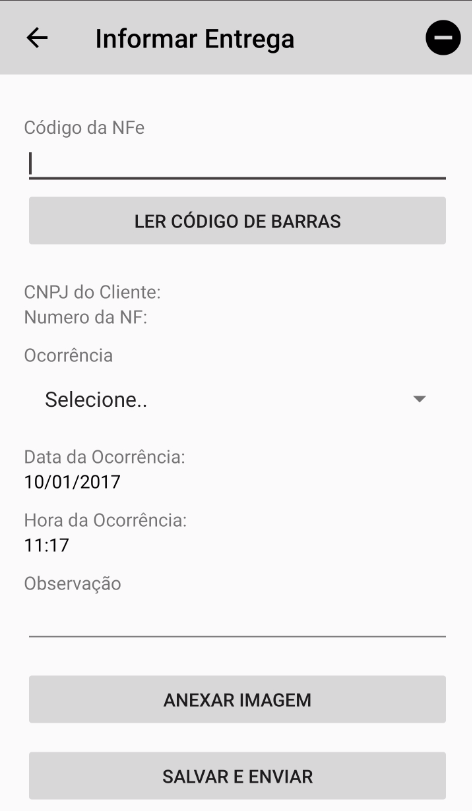 Informar Entrega
Código da NFe
LER CÓDIGO DE BARRAS
CNPJ do Cliente:
Numero da NF:
Ocorrência
Selecione..
Data da Ocorrência:
10/01/2017
Hora da Ocorrência:
11:17
Observação
ANEXAR IMAGEM
SALVAR E ENVIAR